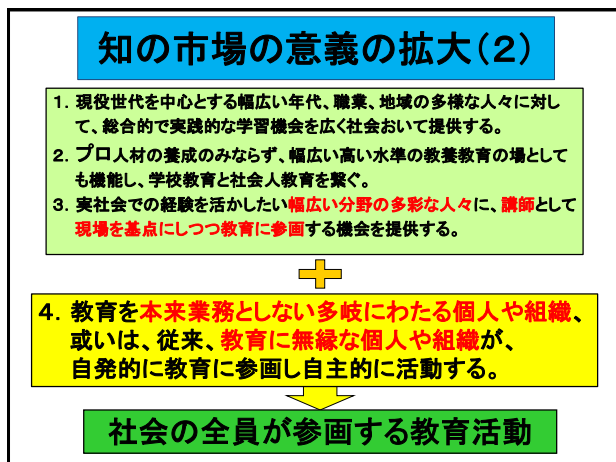 知の市場の意義の拡大(2)
1. 現役世代を中心とする幅広い年代、職業、地域の多様な人々に対し
て、総合的で実践的な学習機会を広く社会おいて提供する。
2. プロ人材の養成のみならず、幅広い高い水準の教養教育の場として
も機能し、学校教育と社会人教育を繋ぐ。
3. 実社会での経験を活かしたい幅広い分野の多彩な人々に、講師として
現場を基点にしつつ教育に参画する機会を提供する。
4. 教育を本来業務としない多岐にわたる個人や組織、
或いは、従来、教育に無縁な個人や組織が、
自発的に教育に参画し自主的に活動する。
社会の全員が参画する教育活動